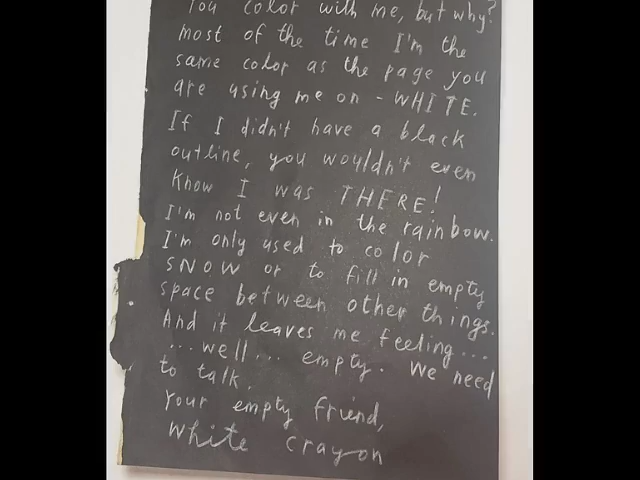 You color with me, but why?
most of the time I'm the
same color as the page you
are using me on - WHITE.
If I didn't have a black
outline, you wouldn't even
know I was THERE!
I'm not even in the rainbow.
I'm only used to color
SNOW or to fill in empty
space between other things.
And it leaves me feeling...
...well... empty. We need
to talk.
Your empty friend,
white crayon